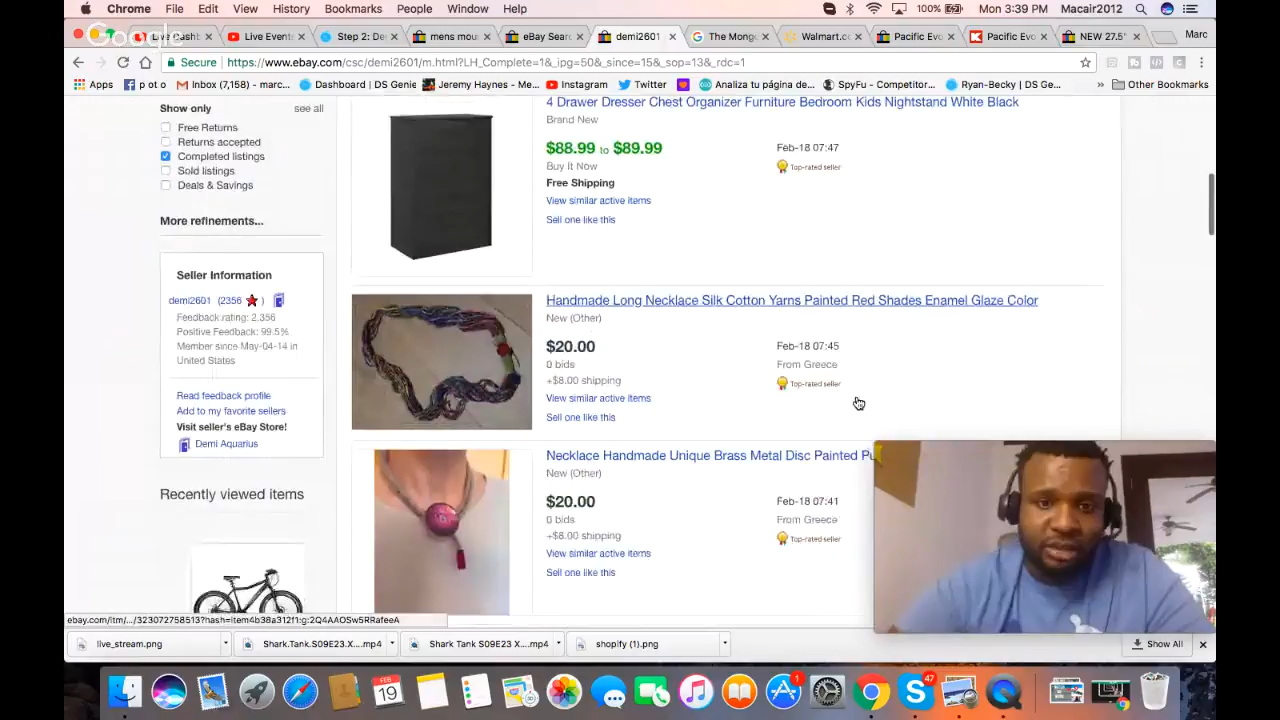 Chrome File Edit View History Bookmarks People Window Help 100% Mon 3:39 PM Macair2012
Google
Live Events Step 2: De mens mou eBay Sear demi2601 The Mong Walmart.c Pacific Evo Pacific Evo NEW 27.5" Marc
Secure https://www.ebay.com/csc/demi2601/m.html?LH_Complete=1&_ipg=50&_since=15&_sop=13&_rdc=1
Apps p ot o Inbox (7,158) - marc... Dashboard / DS Genie Jeremy Haynes - Me... Instagram Twitter Analiza tu página de... SpyFu - Competitor... Ryan-Becky / DS Ge... » Other Bookmarks
Show only see all
Free Returns
Returns accepted
Completed listings
Sold listings
Deals & Savings
More refinements...
Seller Information
demi2601 (2356 )
Feedback rating: 2,356
Positive Feedback: 99.5%
Member since May-04-14 in
United States
Read feedback profile
Add to my favorite sellers
Visit seller's eBay Store!
Demi Aquarius
Recently viewed items
4 Drawer Dresser Chest Organizer Furniture Bedroom Kids Nightstand White Black
Brand New
$88.99 to $89.99 Feb-18 07:47
Buy It Now Top-rated seller
Free Shipping
View similar active items
Sell one like this
Handmade Long Necklace Silk Cotton Yarns Painted Red Shades Enamel Glaze Color
New (Other)
$20.00 Feb-18 07:45
0 bids From Greece
+$8.00 shipping Top-rated seller
View similar active items
Sell one like this
Necklace Handmade Unique Brass Metal Disc Painted Pu
New (Other)
$20.00 Feb-18 07:41
0 bids From Greece
+$8.00 shipping Top-rated seller
View similar active items
Sell one like this
live_stream.png Shark.Tank.S09E23.X....mp4 Shark Tank S09E23 X....mp4 shopify (1).png Show All
FEB
19
1
47